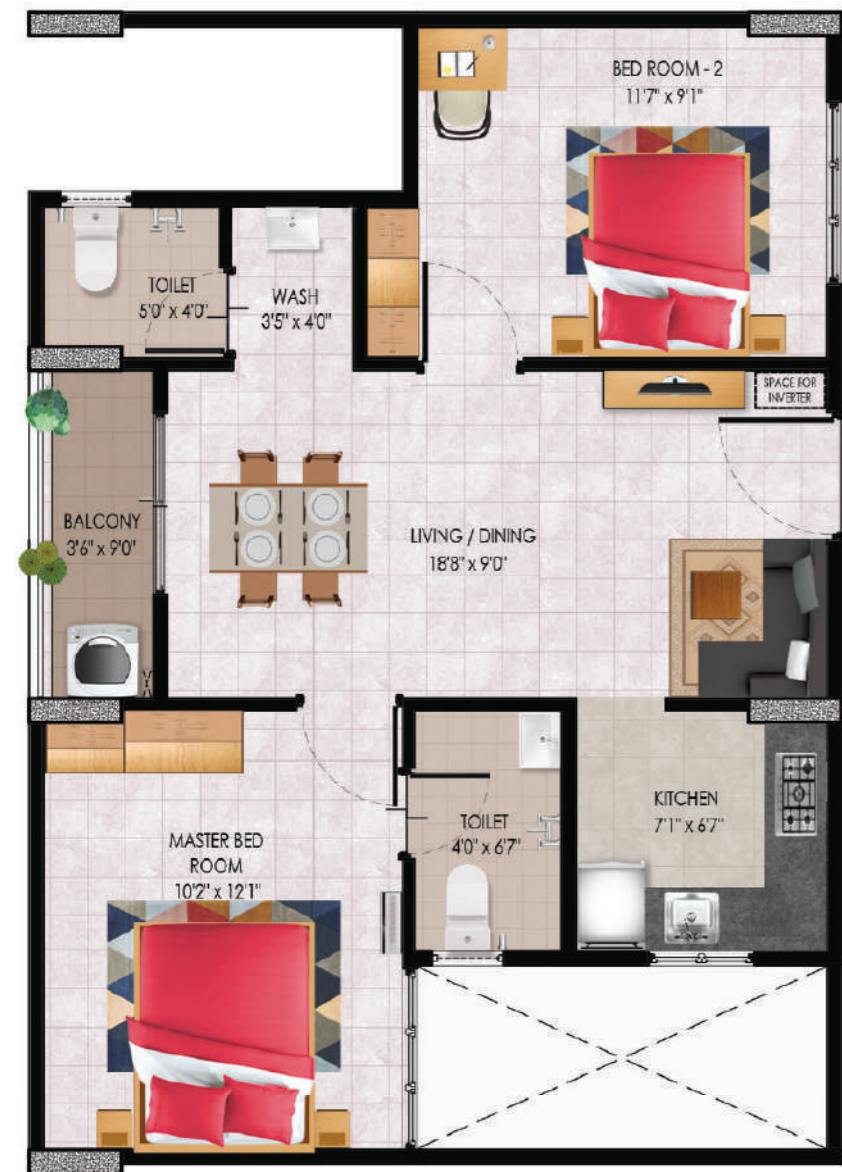 BED ROOM - 2
11'7" x 9'1"
TOILET
5'0" x 4'0"
WASH
3'5" x 4'0"
SPACE FOR
INVERTER
BALCONY
3'6" x 9'0"
LIVING / DINING
18'8" x 9'0"
KITCHEN
7'1" x 6'7"
TOILET
4'0" x 6'7"
MASTER BED
ROOM
10'2" x 12'1"